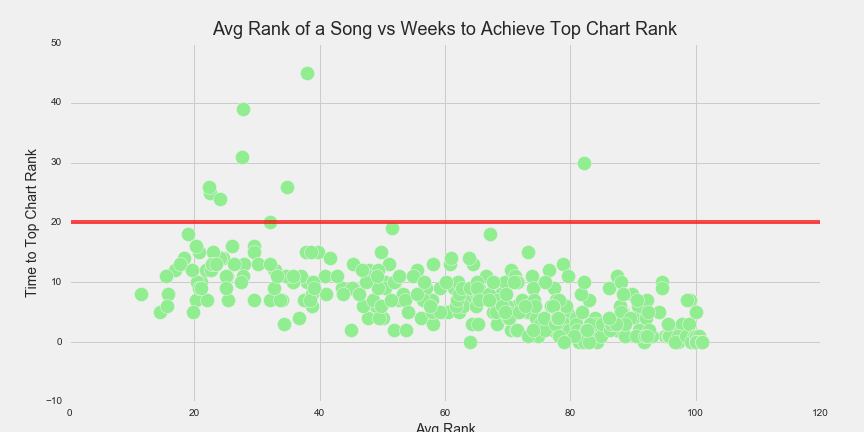 Avg Rank of a Song vs Weeks to Achieve Top Chart Rank
Time to Top Chart Rank
50
40
30
20
10
0
−10
0 20 40 60 80 100 120
Avg Rank